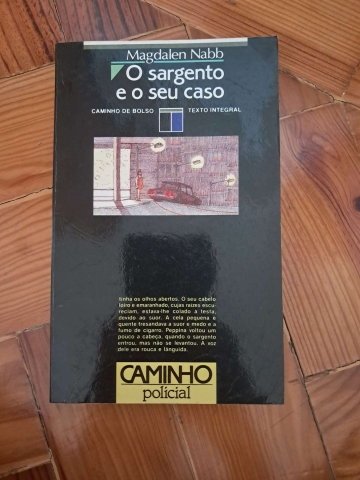 Magdalen Nabb
O sargento
e o seu caso
CAMINHO DE BOLSO TEXTO INTEGRAL
tinha os olhos abertos. O seu cabelo
loiro e emaranhado, cujas raízes escu-
reciam, estava-lhe colado à testa,
devido ao suor. A cela pequena e
quente tresandava a suor e medo e a
fumo de cigarro. Peppina voltou um
pouco a cabeça, quando o sargento
entrou, mas não se levantou. A voz
dele era rouca e lânguida.
CAMINHO
policial